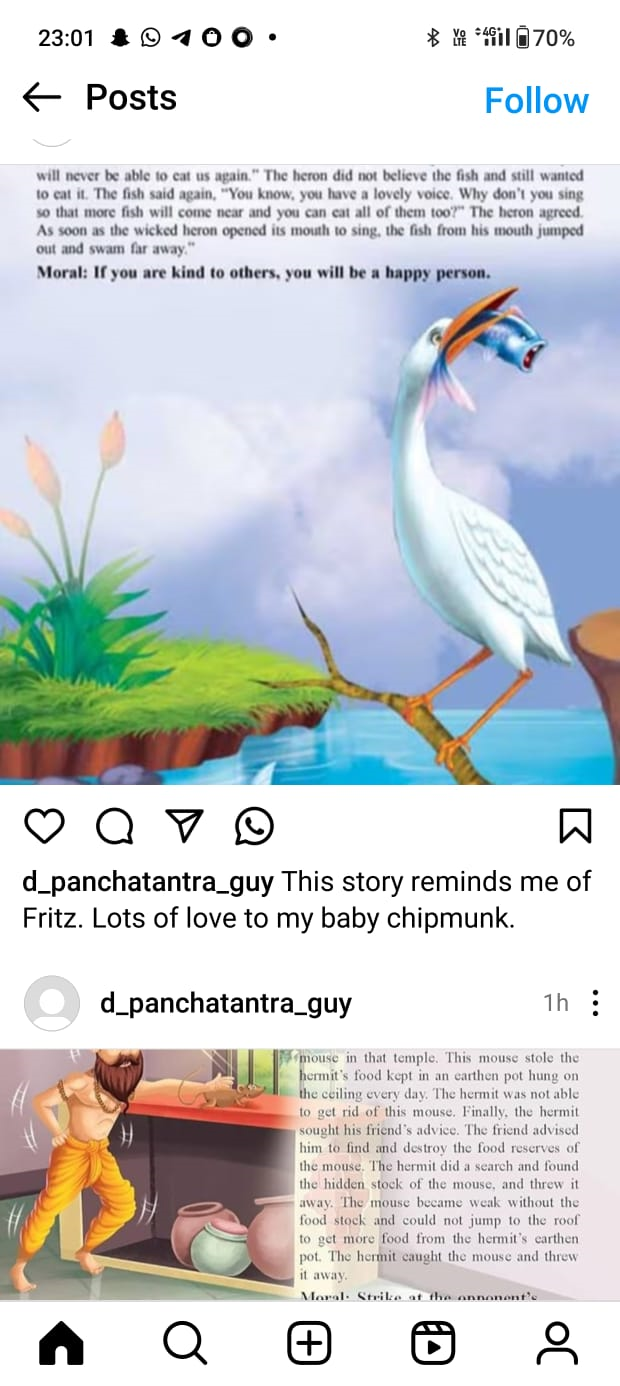 23:01
VO
LTE
4G
70%
Posts
Follow
will never be able to eat us again." The heron did not believe the fish and still wanted
to eat it. The fish said again, "You know, you have a lovely voice. Why don't you sing
so that more fish will come near and you can eat all of them too?" The heron agreed.
As soon as the wicked heron opened its mouth to sing, the fish from his mouth jumped
out and swam far away."
Moral: If you are kind to others, you will be a happy person.
d_panchatantra_guy This story reminds me of
Fritz. Lots of love to my baby chipmunk.
d_panchatantra_guy
1h
mouse in that temple. This mouse stole the
hermit's food kept in an earthen pot hung on
the ceiling every day. The hermit was not able
to get rid of this mouse. Finally, the hermit
sought his friend's advice. The friend advised
him to find and destroy the food reserves of
the mouse. The hermit did a search and found
the hidden stock of the mouse, and threw it
away. The mouse became weak without the
food stock and could not jump to the roof
to get more food from the hermit's earthen
pot. The hermit caught the mouse and threw
it away.
Moral: Strike at the opponent's